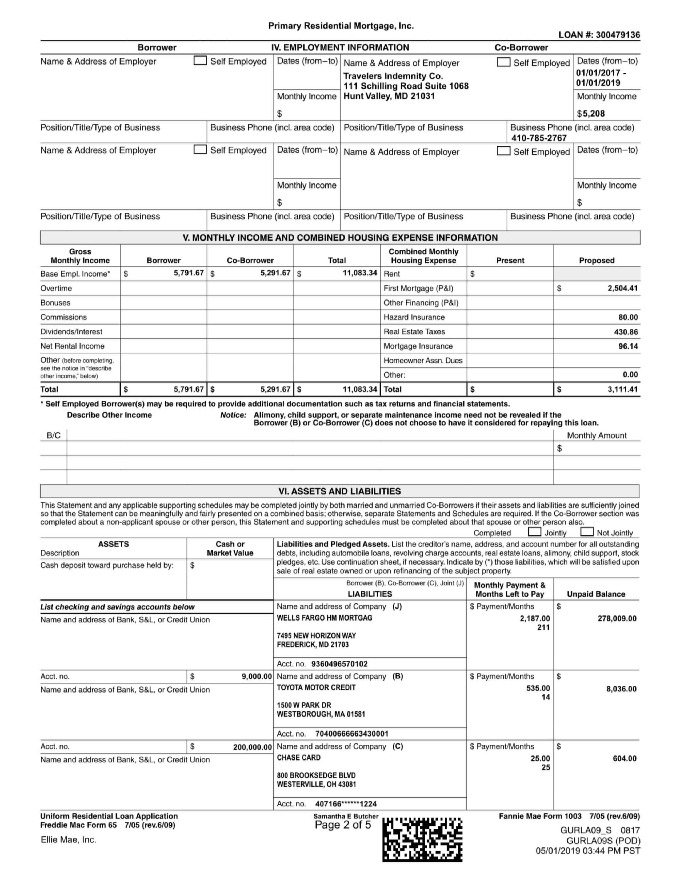 Primary Residential Mortgage, Inc.
LOAN #: 300479136
Borrower IV. EMPLOYMENT INFORMATION Co-Borrower
Name & Address of Employer Self Employed Dates (from–to) Name & Address of Employer Self Employed Dates (from–to)
Travelers Indemnity Co. 01/01/2017 -
111 Schilling Road Suite 1068 01/01/2019
Monthly Income Hunt Valley, MD 21031 Monthly Income
$ $5,208
Position/Title/Type of Business Business Phone (incl. area code) Position/Title/Type of Business Business Phone (incl. area code)
410-785-2767
Name & Address of Employer Self Employed Dates (from–to) Name & Address of Employer Self Employed Dates (from–to)
Monthly Income Monthly Income
$ $
Position/Title/Type of Business Business Phone (incl. area code) Position/Title/Type of Business Business Phone (incl. area code)
V. MONTHLY INCOME AND COMBINED HOUSING EXPENSE INFORMATION
Gross Combined Monthly
Monthly Income Borrower Co-Borrower Total Housing Expense Present Proposed
Base Empl. Income* $ 5,791.67 $ 5,291.67 $ 11,083.34 Rent $
Overtime First Mortgage (P&I) $ 2,504.41
Bonuses Other Financing (P&I)
Commissions Hazard Insurance 80.00
Dividends/Interest Real Estate Taxes 430.86
Net Rental Income Mortgage Insurance 96.14
Other (before completing, Homeowner Assn. Dues
see the notice in "describe
other income," below) Other: 0.00
Total $ 5,791.67 $ 5,291.67 $ 11,083.34 Total $ $ 3,111.41
* Self Employed Borrower(s) may be required to provide additional documentation such as tax returns and financial statements.
Describe Other Income Notice: Alimony, child support, or separate maintenance income need not be revealed if the
Borrower (B) or Co-Borrower (C) does not choose to have it considered for repaying this loan.
B/C Monthly Amount
$
VI. ASSETS AND LIABILITIES
This Statement and any applicable supporting schedules may be completed jointly by both married and unmarried Co-Borrowers if their assets and liabilities are sufficiently joined
so that the Statement can be meaningfully and fairly presented on a combined basis; otherwise, separate Statements and Schedules are required. If the Co-Borrower section was
completed about a non-applicant spouse or other person, this Statement and supporting schedules must be completed about that spouse or other person also.
Completed Jointly Not Jointly
ASSETS Cash or Liabilities and Pledged Assets. List the creditor's name, address, and account number for all outstanding
Description Market Value debts, including automobile loans, revolving charge accounts, real estate loans, alimony, child support, stock
Cash deposit toward purchase held by: $ pledges, etc. Use continuation sheet, if necessary. Indicate by (*) those liabilities, which will be satisfied upon
sale of real estate owned or upon refinancing of the subject property.
Borrower (B), Co-Borrower (C), Joint (J) Monthly Payment &
LIABILITIES Months Left to Pay Unpaid Balance
List checking and savings accounts below Name and address of Company (J) $ Payment/Months $
Name and address of Bank, S&L, or Credit Union WELLS FARGO HM MORTGAG 2,187.00 278,009.00
211
7495 NEW HORIZON WAY
FREDERICK, MD 21703
Acct. no. 9360496570102
Acct. no. $ 9,000.00 Name and address of Company (B) $ Payment/Months $
Name and address of Bank, S&L, or Credit Union TOYOTA MOTOR CREDIT 535.00 8,036.00
14
1500 W PARK DR
WESTBOROUGH, MA 01581
Acct. no. 70400666663430001
Acct. no. $ 200,000.00 Name and address of Company (C) $ Payment/Months $
Name and address of Bank, S&L, or Credit Union CHASE CARD 25.00 604.00
25
800 BROOKSEDGE BLVD
WESTERVILLE, OH 43081
Acct. no. 407166******1224
Uniform Residential Loan Application Samantha E Butcher Fannie Mae Form 1003 7/05 (rev.6/09)
Freddie Mac Form 65 7/05 (rev.6/09) Page 2 of 5
GURLA09_S 0817
Ellie Mae, Inc. GURLA09S (POD)
05/01/2019 03:44 PM PST